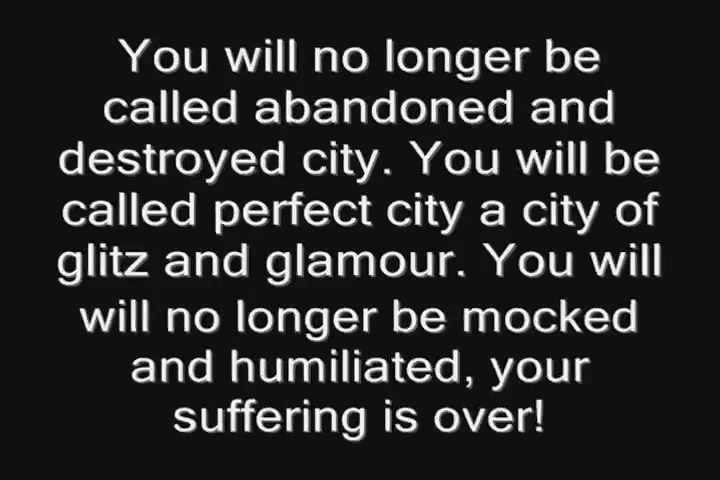 You will no longer be
called abandoned and
destroyed city. You will be
called perfect city a city of
glitz and glamour. You will
will no longer be mocked
and humiliated, your
suffering is over!